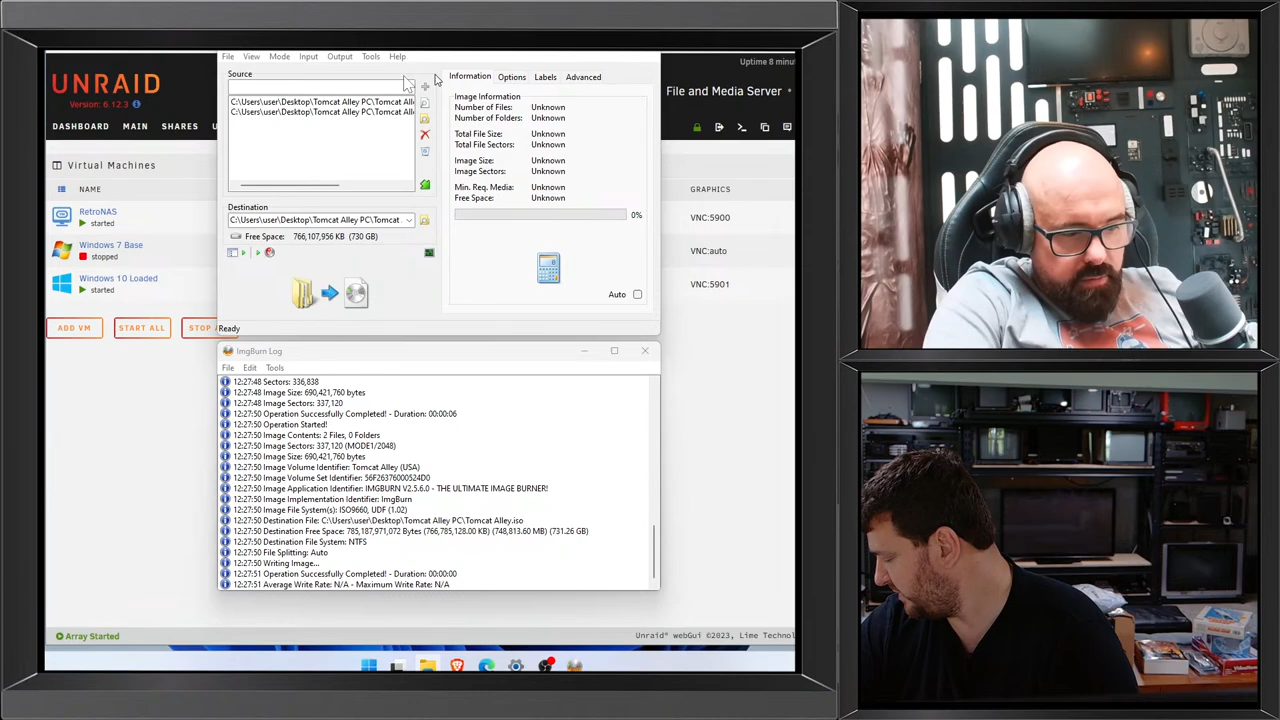 UNRAID
Version: 6.12.3
DASHBOARD MAIN SHARES
Uptime 8 minu
File and Media Server
Virtual Machines
NAME
GRAPHICS
RetroNAS
started
VNC:5900
Windows 7 Base
stopped
VNC:auto
Windows 10 Loaded
started
VNC:5901
ADD VM
START ALL
STOP
Array Started
Unraid® webGui ©2023, Lime Technol
File View Mode Input Output Tools Help
Source
C:\Users\user\Desktop\Tomcat Alley PC\Tomcat All
C:\Users\user\Desktop\Tomcat Alley PC\Tomcat All
Destination
C:\Users\user\Desktop\Tomcat Alley PC\Tomcat .
Free Space: 766,107,956 KB (730 GB)
Ready
Information Options Labels Advanced
Image Information
Number of Files: Unknown
Number of Folders: Unknown
Total File Size: Unknown
Total File Sectors: Unknown
Image Size: Unknown
Image Sectors: Unknown
Min. Req. Media: Unknown
Free Space: Unknown
0%
Auto
ImgBurn Log
File Edit Tools
12:27:48 Sectors: 336,838
12:27:48 Image Size: 690,421,760 bytes
12:27:48 Image Sectors: 337,120
12:27:50 Operation Successfully Completed! - Duration: 00:00:06
12:27:50 Operation Started!
12:27:50 Image Contents: 2 Files, 0 Folders
12:27:50 Image Sectors: 337,120 (MODE1/2048)
12:27:50 Image Size: 690,421,760 bytes
12:27:50 Image Volume Identifier: Tomcat Alley (USA)
12:27:50 Image Volume Set Identifier: 56F26376000524D0
12:27:50 Image Application Identifier: IMGBURN V2.5.6.0 - THE ULTIMATE IMAGE BURNER!
12:27:50 Image Implementation Identifier: ImgBurn
12:27:50 Image File System(s): ISO9660, UDF (1.02)
12:27:50 Destination File: C:\Users\user\Desktop\Tomcat Alley PC\Tomcat Alley.iso
12:27:50 Destination Free Space: 785,187,971,072 Bytes (766,785,128.00 KB) (748,813.60 MB) (731.26 GB)
12:27:50 Destination File System: NTFS
12:27:50 File Splitting: Auto
12:27:50 Writing Image...
12:27:51 Operation Successfully Completed! - Duration: 00:00:00
12:27:51 Average Write Rate: N/A - Maximum Write Rate: N/A